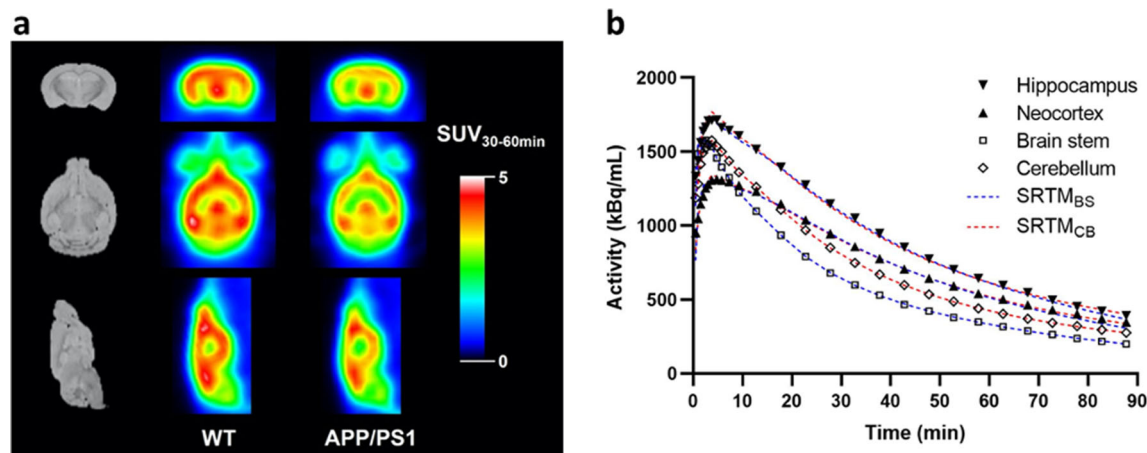 a
SUV30-60min
5
0
WT
APP/PS1
b
Activity (kBq/mL)
2000
1500
1000
500
0
0 10 20 30 40 50 60 70 80 90
Time (min)
Hippocampus
Neocortex
Brain stem
Cerebellum
SRTMBS
SRTMCB